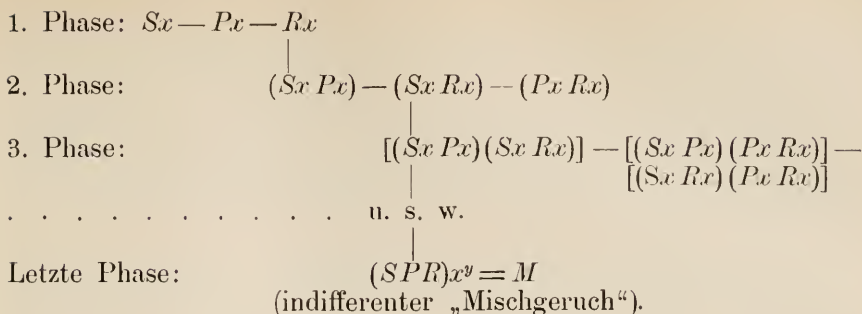 1. Phase: Sx — Px — Rx
2. Phase: (Sx Px) — (Sx Rx) — (Px Rx)
3. Phase: [(Sx Px) (Sx Rx)] — [(Sx Px) (Px Rx)] —
[(Sx Rx) (Px Rx)]
. . . . . . . . . . u. s. w.
Letzte Phase: (SPR)xʸ = M
(indifferenter „Mischgeruch“).